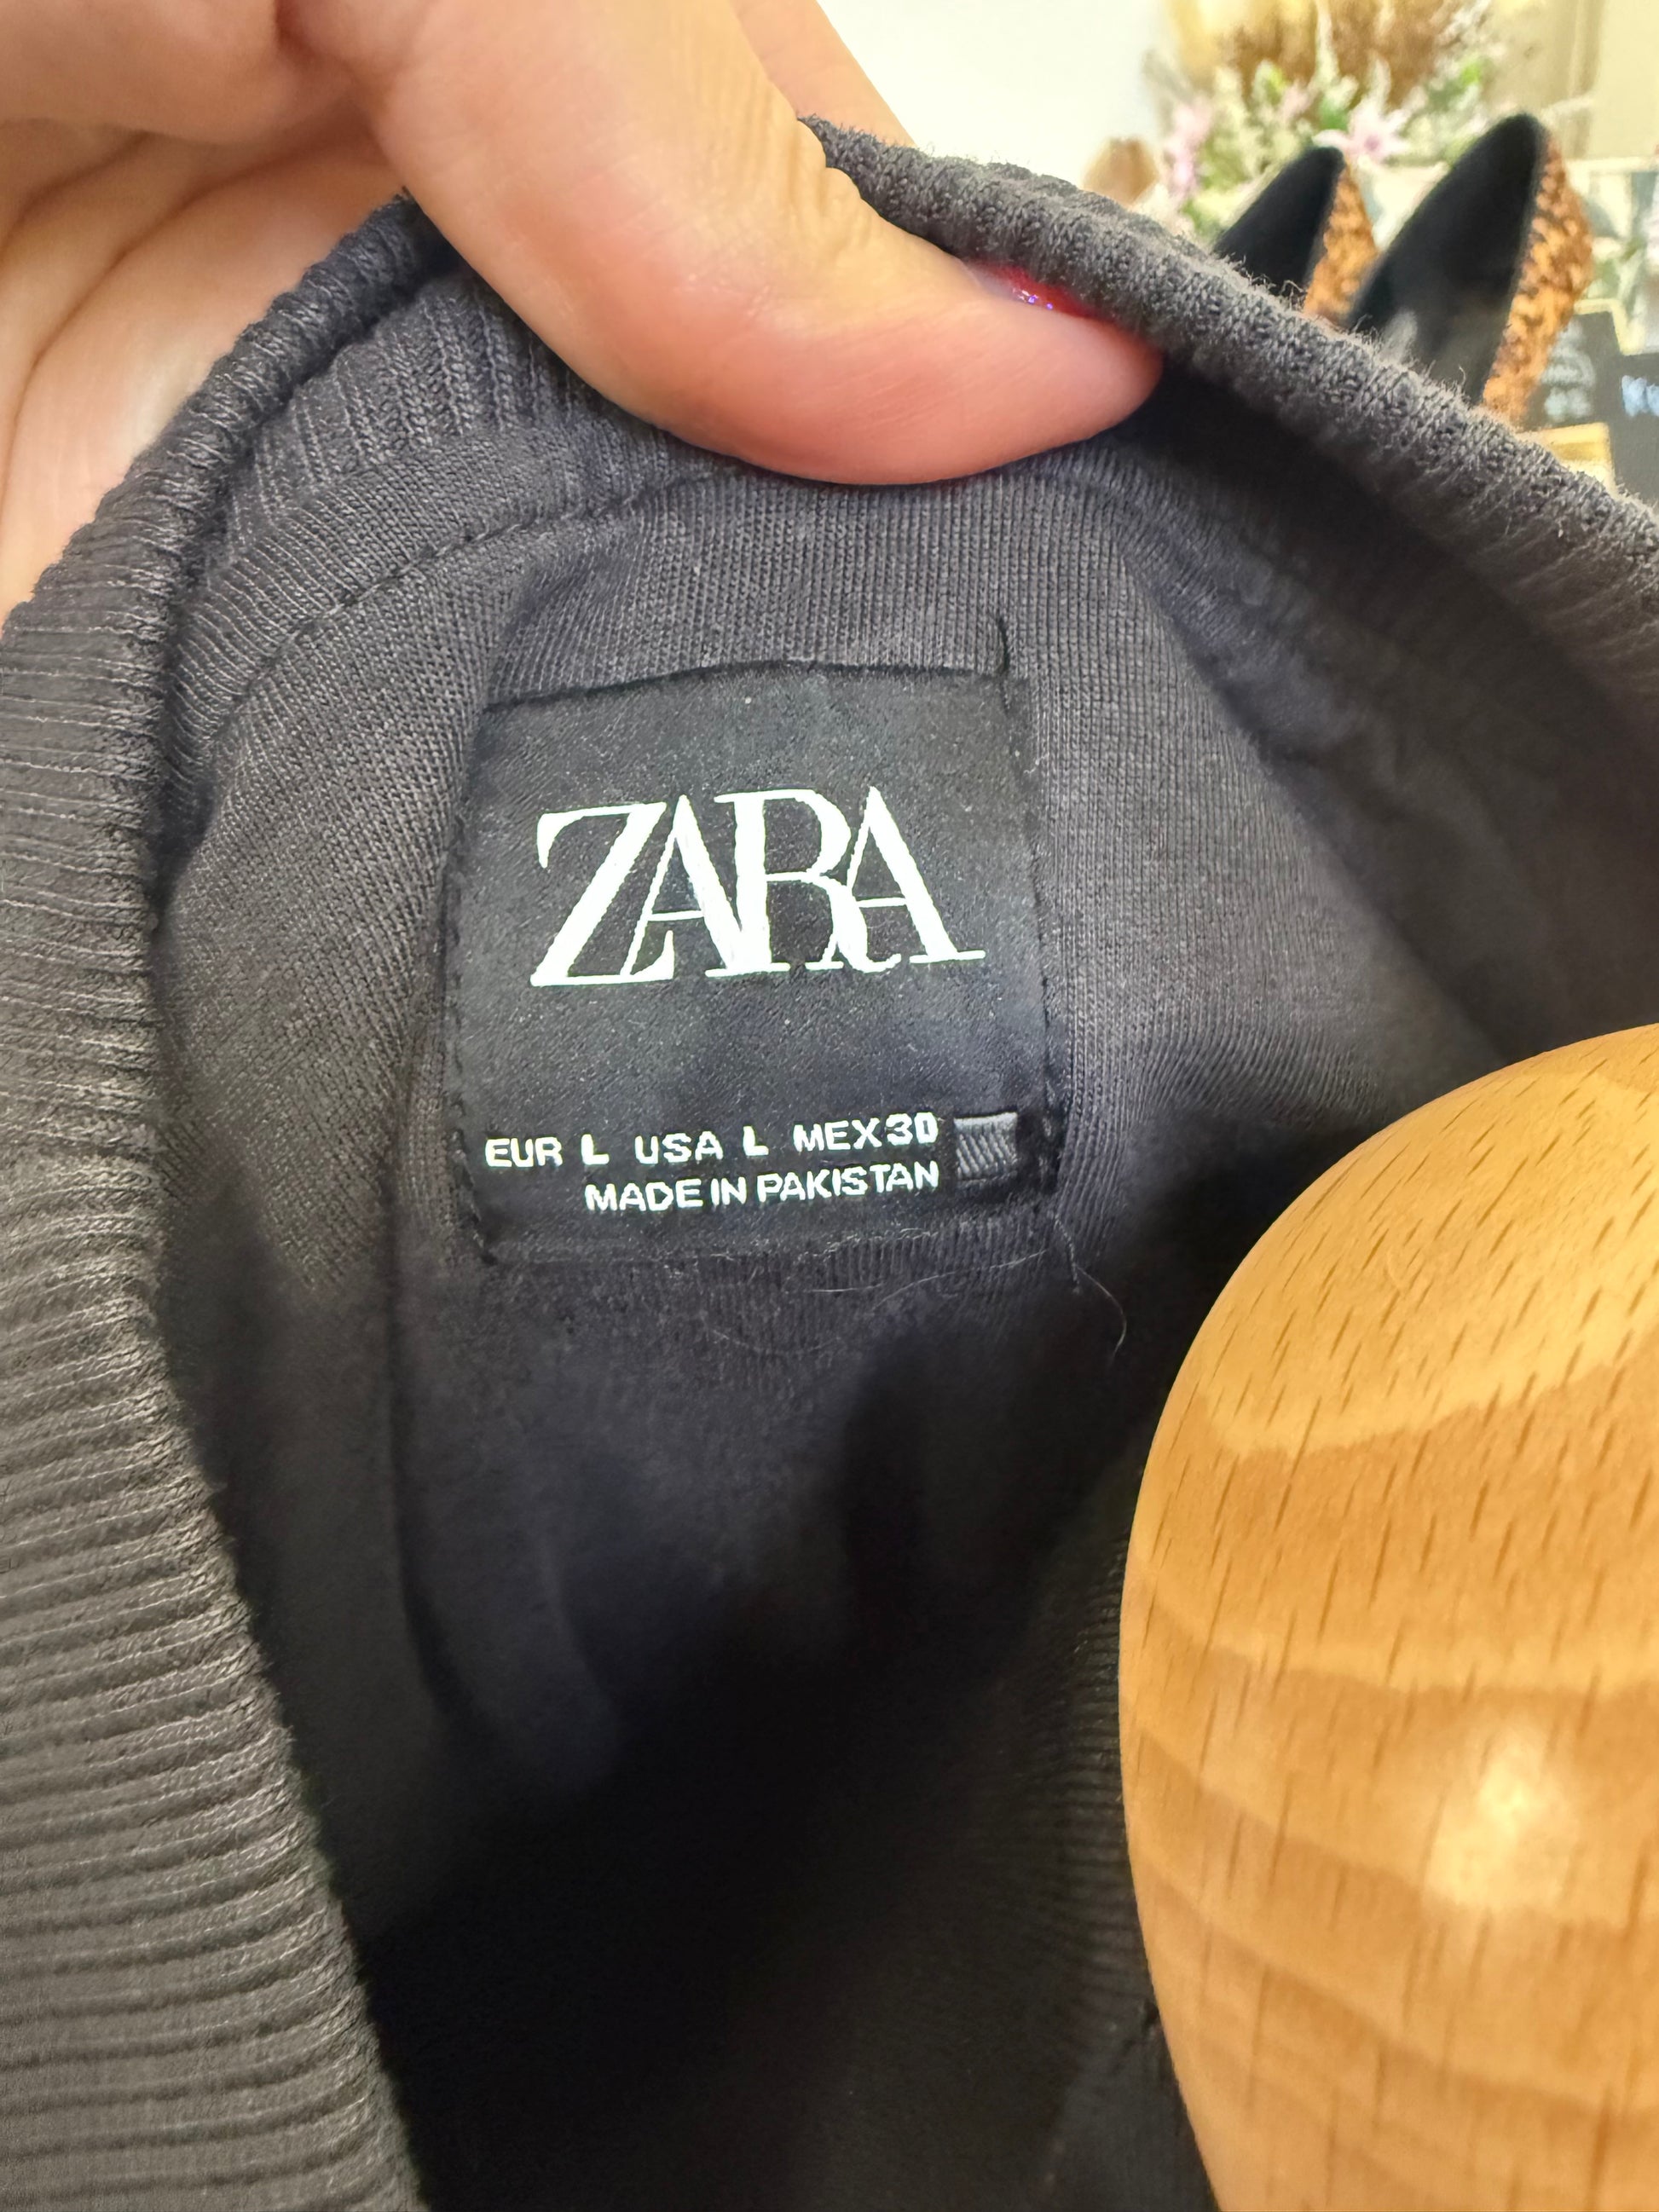 ZARA
EUR L USA L MEX 30
MADE IN PAKISTAN